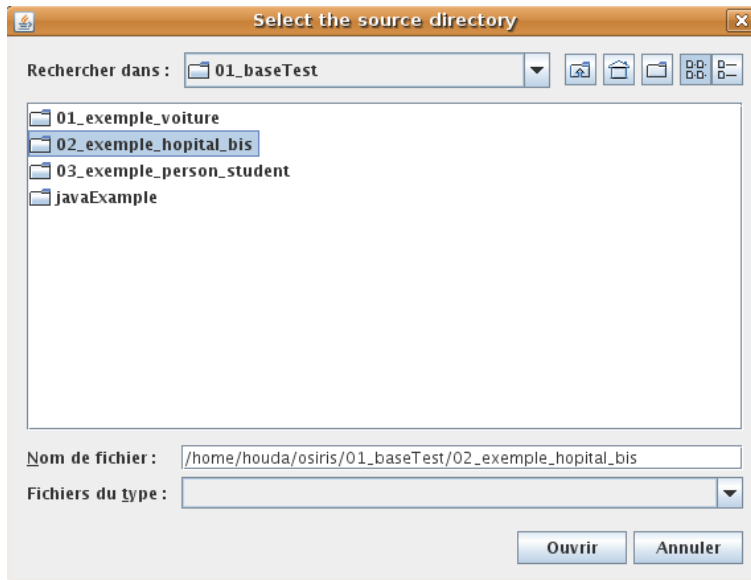 Select the source directory
Rechercher dans : 01_baseTest
01_exemple_voiture
02_exemple_hopital_bis
03_exemple_person_student
javaExample
Nom de fichier : /home/houda/osiris/01_baseTest/02_exemple_hopital_bis
Fichiers du type :
Ouvrir Annuler